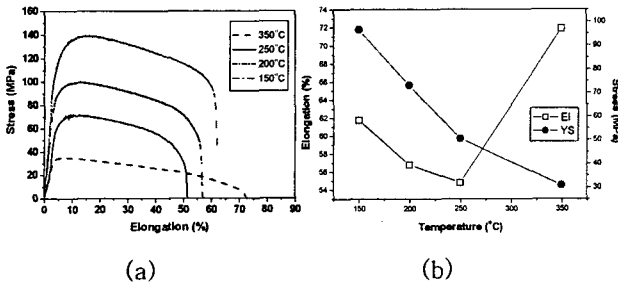 160
140
120
100
80
60
40
20
0
Stress (MPa)
0 10 20 30 40 50 60 70 80 90
Elongation (%)
350°C
250°C
200°C
150°C
(a)
74
72
70
68
66
64
62
60
58
56
54
Elongation (%)
100
90
80
70
60
50
40
30
Stress (MPa)
150 200 250 300 350
Temperature (°C)
El
YS
(b)